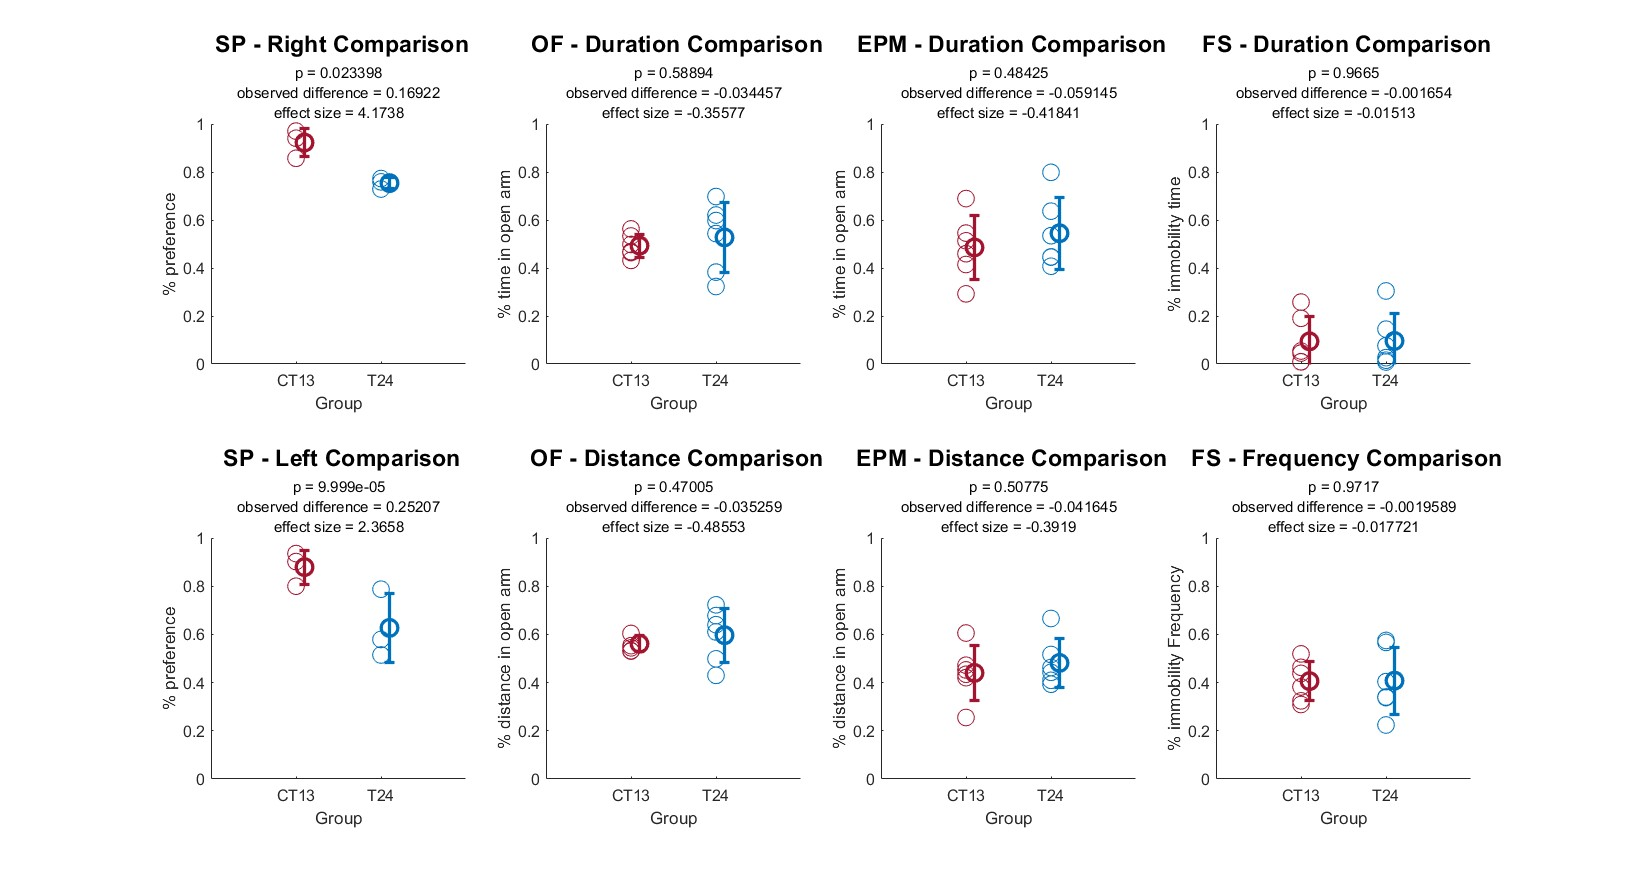 SP - Right Comparison
p = 0.023398
observed difference = 0.16922
effect size = 4.1738
1
0.8
0.6
0.4
0.2
0
% preference
CT13 T24
Group
OF - Duration Comparison
p = 0.58894
observed difference = -0.034457
effect size = -0.35577
1
0.8
0.6
0.4
0.2
0
% time in open arm
CT13 T24
Group
EPM - Duration Comparison
p = 0.48425
observed difference = -0.059145
effect size = -0.41841
1
0.8
0.6
0.4
0.2
0
% time in open arm
CT13 T24
Group
FS - Duration Comparison
p = 0.9665
observed difference = -0.001654
effect size = -0.01513
1
0.8
0.6
0.4
0.2
0
% immobility time
CT13 T24
Group
SP - Left Comparison
p = 9.999e-05
observed difference = 0.25207
effect size = 2.3658
1
0.8
0.6
0.4
0.2
0
% preference
CT13 T24
Group
OF - Distance Comparison
p = 0.47005
observed difference = -0.035259
effect size = -0.48553
1
0.8
0.6
0.4
0.2
0
% distance in open arm
CT13 T24
Group
EPM - Distance Comparison
p = 0.50775
observed difference = -0.041645
effect size = -0.3919
1
0.8
0.6
0.4
0.2
0
% distance in open arm
CT13 T24
Group
FS - Frequency Comparison
p = 0.9717
observed difference = -0.0019589
effect size = -0.017721
1
0.8
0.6
0.4
0.2
0
% immobility Frequency
CT13 T24
Group